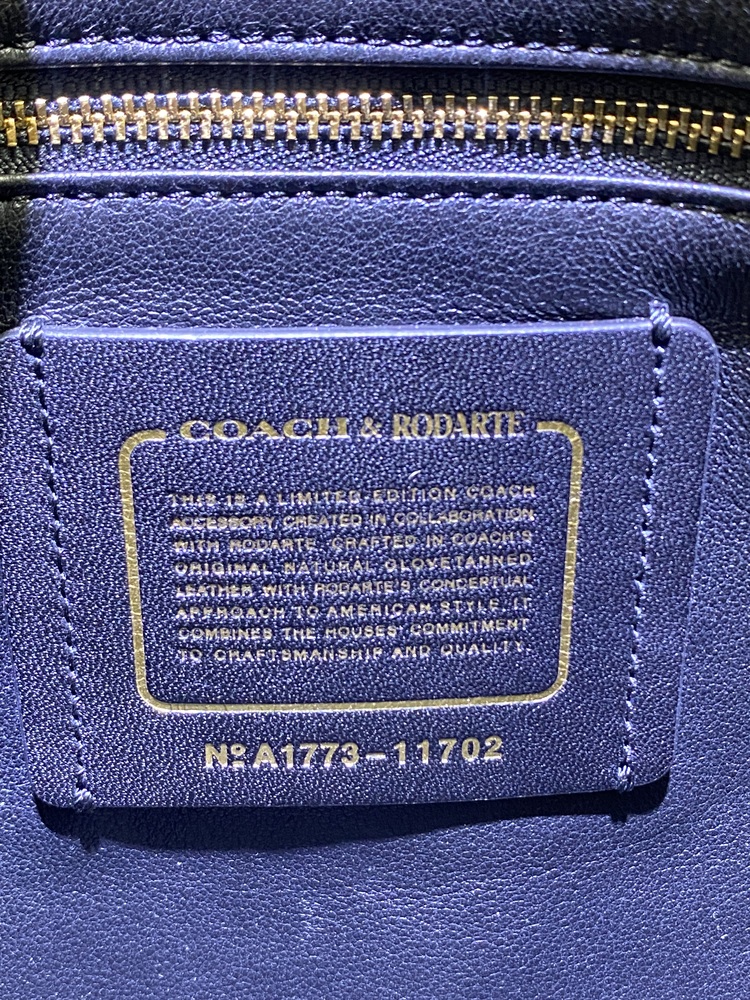 COACH & RODARTE
THIS IS A LIMITED-EDITION COACH
ACCESSORY CREATED IN COLLABORATION
WITH RODARTE. CRAFTED IN COACH'S
ORIGINAL NATURAL GLOVETANNED
LEATHER WITH RODARTE'S CONCEPTUAL
APPROACH TO AMERICAN STYLE, IT
COMBINES THE HOUSES' COMMITMENT
TO CRAFTSMANSHIP AND QUALITY.
Nº A1773-11702